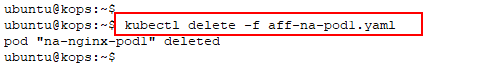 ubuntu@kops:~$
ubuntu@kops:~$ kubectl delete -f aff-na-pod1.yaml
pod "na-nginx-pod1" deleted
ubuntu@kops:~$